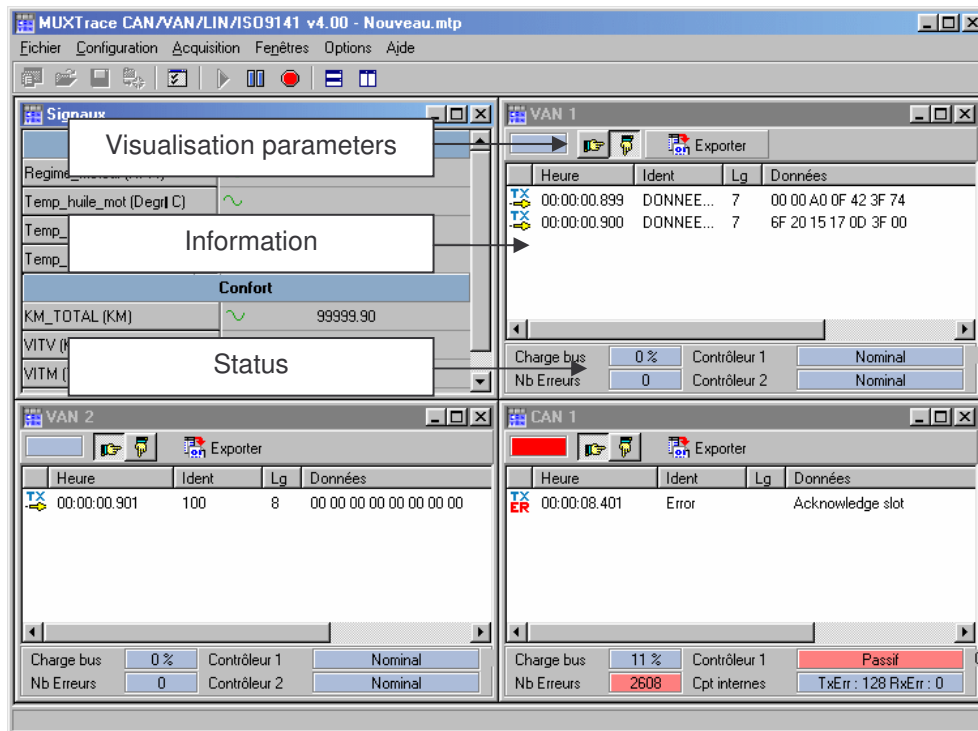 MUXTrace CAN/VAN/LIN/ISO9141 v4.00 - Nouveau.mtp
Fichier Configuration Acquisition Fenêtres Options Aide
Signaux
Visualisation parameters
Temp_huile_mot (Degré C)
Temp_
Information
Temp_
Confort
KM_TOTAL (KM) 99999.90
VITV
Status
VITM
VAN 1
Exporter
Heure Ident Lg Données
TX 00:00:00.899 DONNEE... 7 00 00 A0 0F 42 3F 74
TX 00:00:00.900 DONNEE... 7 6F 20 15 17 0D 3F 00
Charge bus 0 % Contrôleur 1 Nominal
Nb Erreurs 0 Contrôleur 2 Nominal
VAN 2
Exporter
Heure Ident Lg Données
TX 00:00:00.901 100 8 00 00 00 00 00 00 00 00
Charge bus 0 % Contrôleur 1 Nominal
Nb Erreurs 0 Contrôleur 2 Nominal
CAN 1
Exporter
Heure Ident Lg Données
TX ER 00:00:08.401 Error Acknowledge slot
Charge bus 11 % Contrôleur 1 Passif
Nb Erreurs 2608 Cpt internes TxErr : 128 RxErr : 0